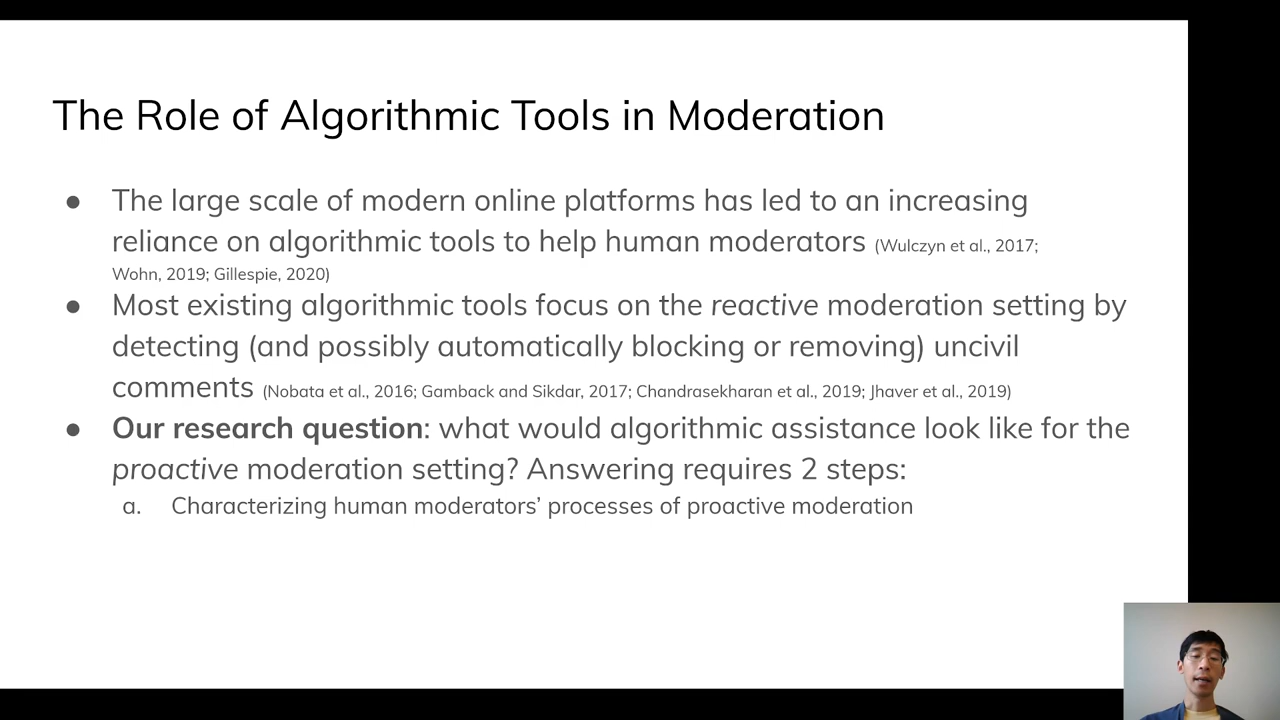 The Role of Algorithmic Tools in Moderation
● The large scale of modern online platforms has led to an increasing
reliance on algorithmic tools to help human moderators (Wulczyn et al., 2017;
Wohn, 2019; Gillespie, 2020)
● Most existing algorithmic tools focus on the reactive moderation setting by
detecting (and possibly automatically blocking or removing) uncivil
comments (Nobata et al., 2016; Gamback and Sikdar, 2017; Chandrasekharan et al., 2019; Jhaver et al., 2019)
● Our research question: what would algorithmic assistance look like for the
proactive moderation setting? Answering requires 2 steps:
a. Characterizing human moderators’ processes of proactive moderation